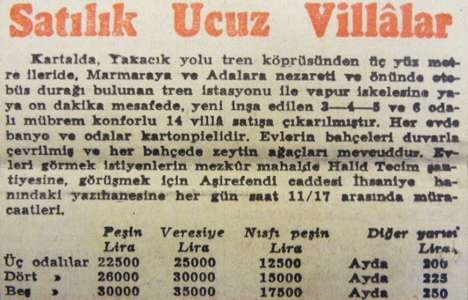 Satılık Ucuz Villâlar
Kartalda, Yakacık yolu tren köprüsünden üç yüz met-
re ileride, Marmaraya ve Adalara nezareti ve önünde oto-
büs durağı bulunan tren istasyonu ile vapur iskelesine ya-
ya on dakika mesafede, yeni inşa edilen 3—4—5 ve 6 oda-
lı mübrem konforlu 14 villâ satışa çıkarılmıştır. Her evde
banyo ve odalar kartonpielidir. Evlerin bahçeleri duvarla
çevrilmiş ve her bahçede zeytin ağaçları mevcuddur. Ev-
leri görmek istiyenlerin mezkûr mahalde Halid Tecim şan-
tiyesine, görüşmek için Aşirefendi caddesi İhsaniye ha-
nındaki yazıhanesine her gün saat 11/17 arasında müra-
caatleri.
Peşin Veresiye Nısfı peşin Diğer yarısı
Lira Lira Lira Lira
Üç odalılar 22500 25000 12500 Ayda 200
Dört » 26000 30000 15000 Ayda 225
Beş » 30000 35000 17500 Ayda 250